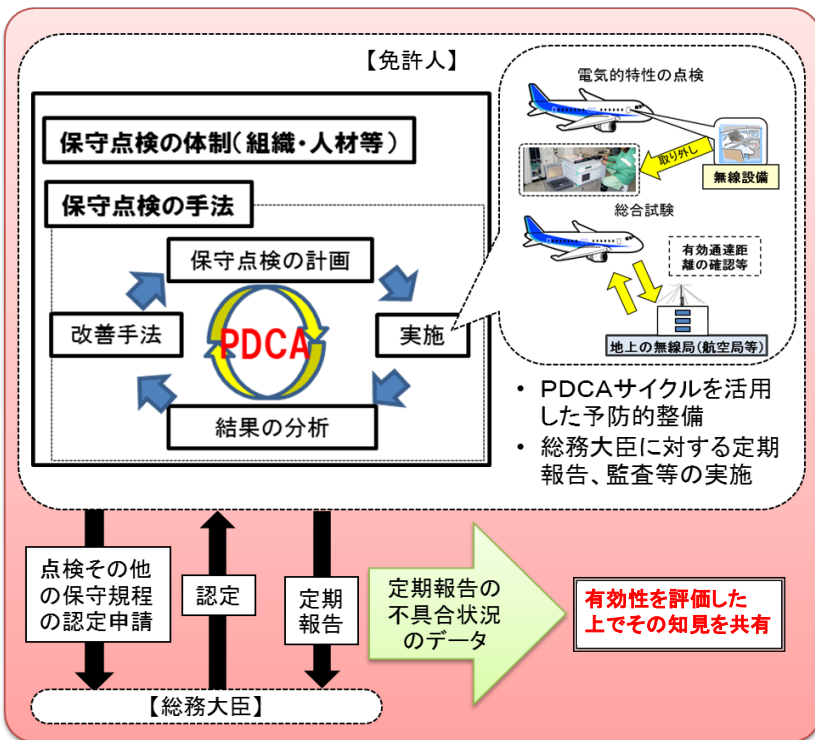 【免許人】
電気的特性の点検
取り外し
無線設備
総合試験
有効通達距
離の確認等
地上の無線局(航空局等)
保守点検の体制(組織・人材等)
保守点検の手法
保守点検の計画
改善手法
PDCA
実施
結果の分析
• PDCAサイクルを活用
した予防的整備
• 総務大臣に対する定期
報告、監査等の実施
点検その他
の保守規程
の認定申請
認定
定期
報告
定期報告の
不具合状況
のデータ
有効性を評価した
上でその知見を共有
【総務大臣】